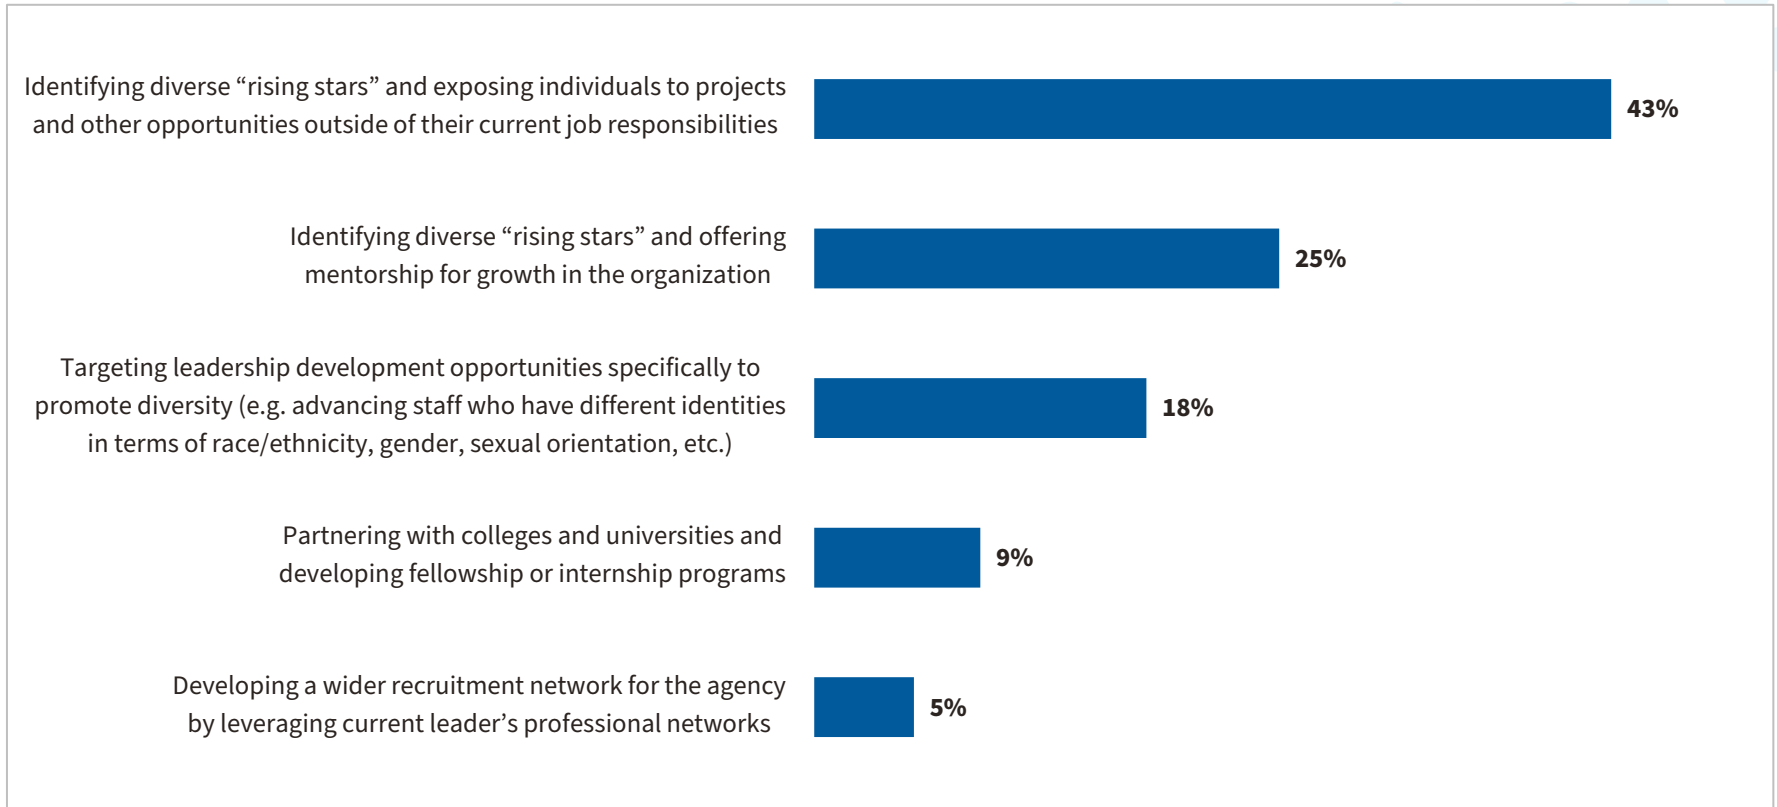 Identifying diverse “rising stars” and exposing individuals to projects
and other opportunities outside of their current job responsibilities
43%
Identifying diverse “rising stars” and offering
mentorship for growth in the organization
25%
Targeting leadership development opportunities specifically to
promote diversity (e.g. advancing staff who have different identities
in terms of race/ethnicity, gender, sexual orientation, etc.)
18%
Partnering with colleges and universities and
developing fellowship or internship programs
9%
Developing a wider recruitment network for the agency
by leveraging current leader’s professional networks
5%